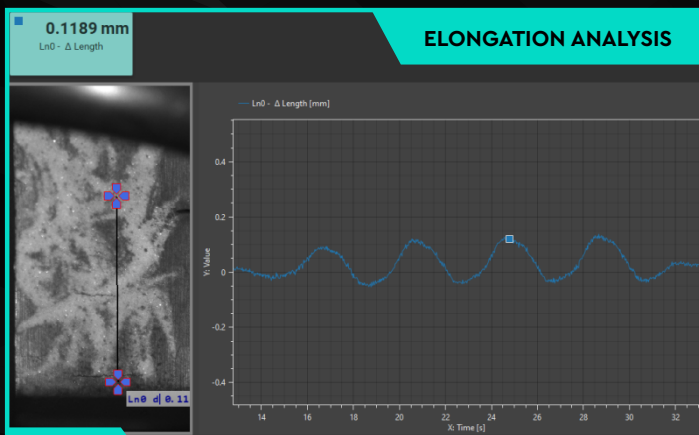 0.1189 mm
Ln0 - Δ Length
ELONGATION ANALYSIS
Ln0 - Δ Length [mm]
0.4
0.2
0
-0.2
-0.4
Y: Value
14 16 18 20 22 24 26 28 30 32
X: Time [s]
Ln0 d| 0.11